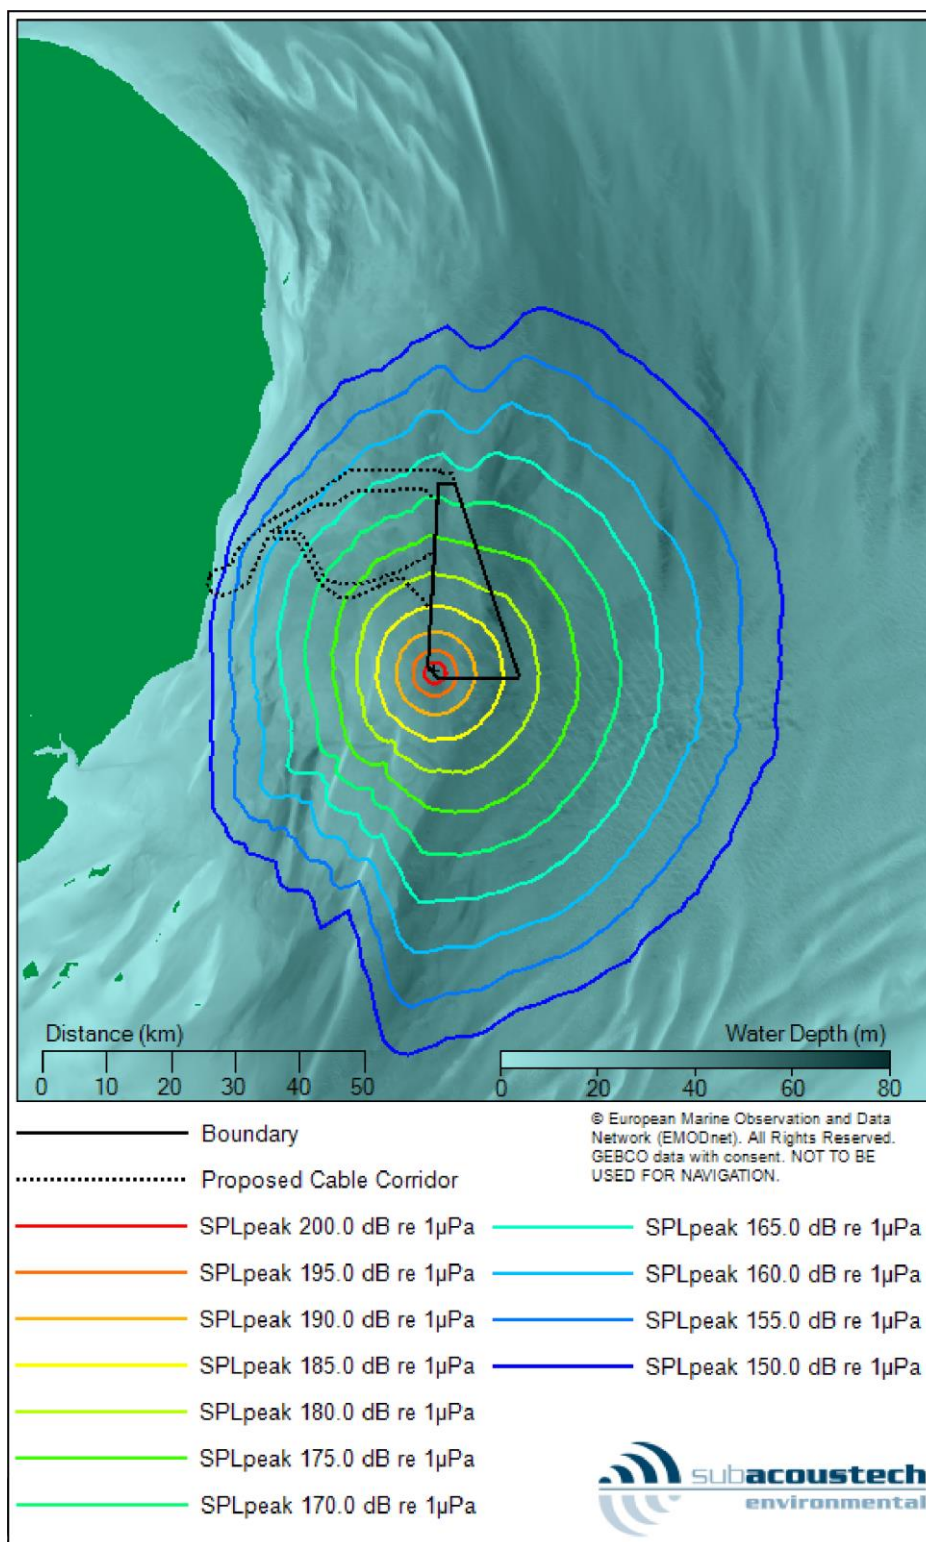 Distance (km)
0 10 20 30 40 50
Water Depth (m)
0 20 40 60 80
© European Marine Observation and Data
Network (EMODnet). All Rights Reserved.
GEBCO data with consent. NOT TO BE
USED FOR NAVIGATION.
Boundary
Proposed Cable Corridor
SPLpeak 200.0 dB re 1µPa
SPLpeak 195.0 dB re 1µPa
SPLpeak 190.0 dB re 1µPa
SPLpeak 185.0 dB re 1µPa
SPLpeak 180.0 dB re 1µPa
SPLpeak 175.0 dB re 1µPa
SPLpeak 170.0 dB re 1µPa
SPLpeak 165.0 dB re 1µPa
SPLpeak 160.0 dB re 1µPa
SPLpeak 155.0 dB re 1µPa
SPLpeak 150.0 dB re 1µPa
subacoustech
environmental